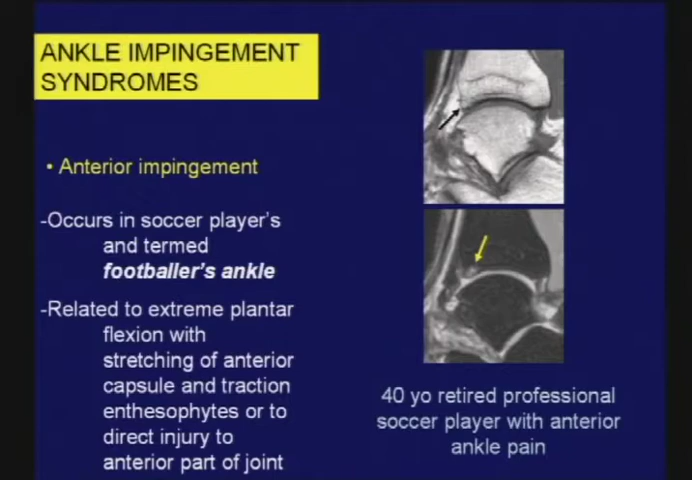 ANKLE IMPINGEMENT
SYNDROMES
• Anterior impingement
-Occurs in soccer player's
and termed
footballer's ankle
-Related to extreme plantar
flexion with
stretching of anterior
capsule and traction
enthesophytes or to
direct injury to
anterior part of joint
40 yo retired professional
soccer player with anterior
ankle pain